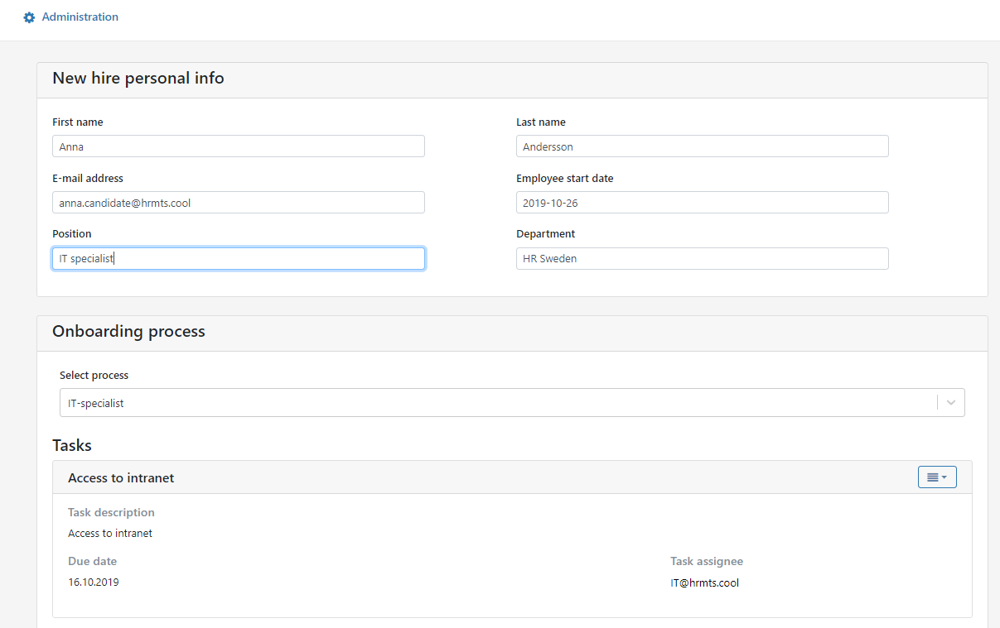 Administration
New hire personal info
First name
Last name
Anna
Andersson
E-mail address
Employee start date
anna.candidate@hrmts.cool
2019-10-26
Position
Department
IT specialist
HR Sweden
Onboarding process
Select process
IT-specialist
Tasks
Access to intranet
Task description
Access to intranet
Due date
Task assignee
16.10.2019
IT@hrmts.cool